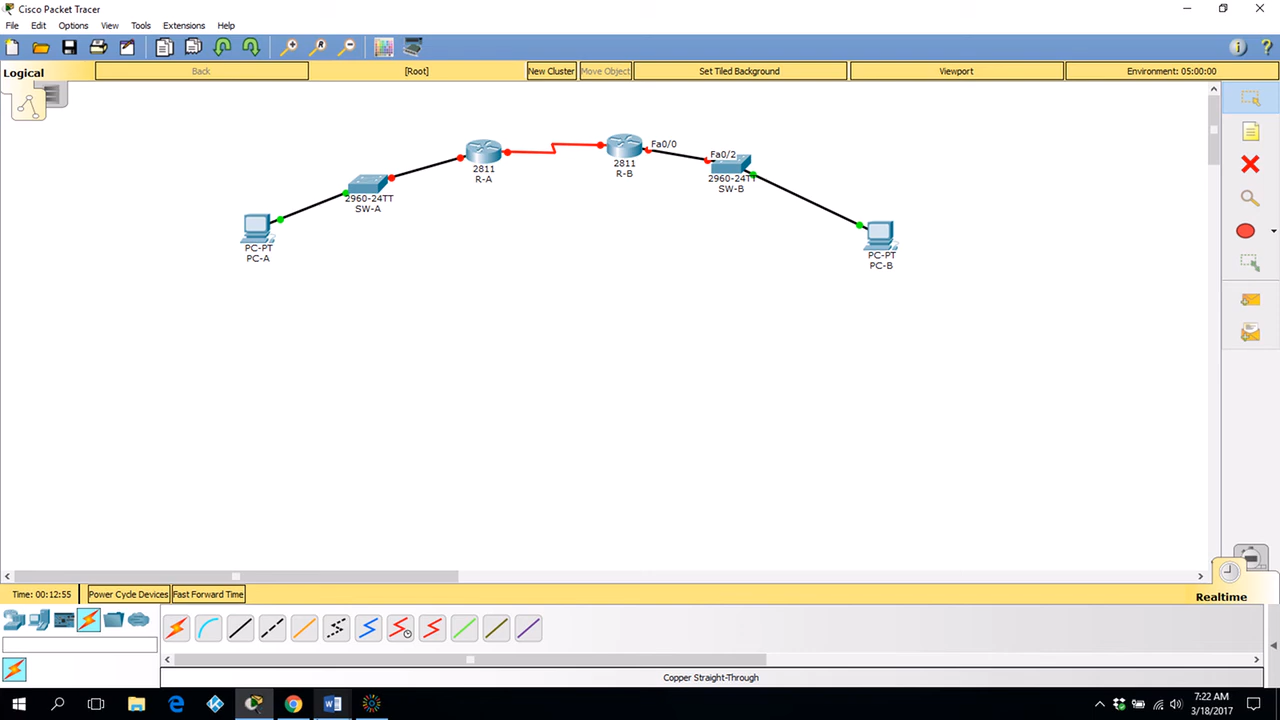 Cisco Packet Tracer
File Edit Options View Tools Extensions Help
Logical Back [Root] New Cluster Move Object Set Tiled Background Viewport Environment: 05:00:00
Fa0/0
Fa0/2
2811
R-A
2811
R-B
2960-24TT
SW-A
2960-24TT
SW-B
PC-PT
PC-A
PC-PT
PC-B
Time: 00:12:55 Power Cycle Devices Fast Forward Time
Realtime
Copper Straight-Through
7:22 AM
3/18/2017